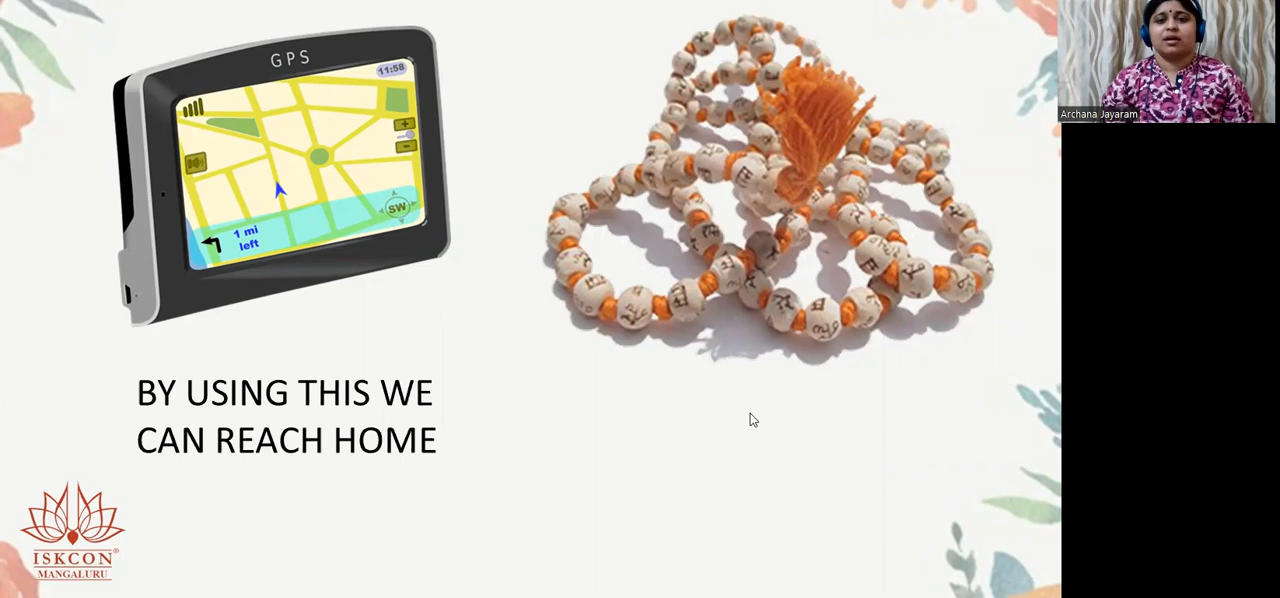 GPS
11:58
+
-
SW
1 mi
left
Archana Jayaram
BY USING THIS WE
CAN REACH HOME
ISKCON®
MANGALURU